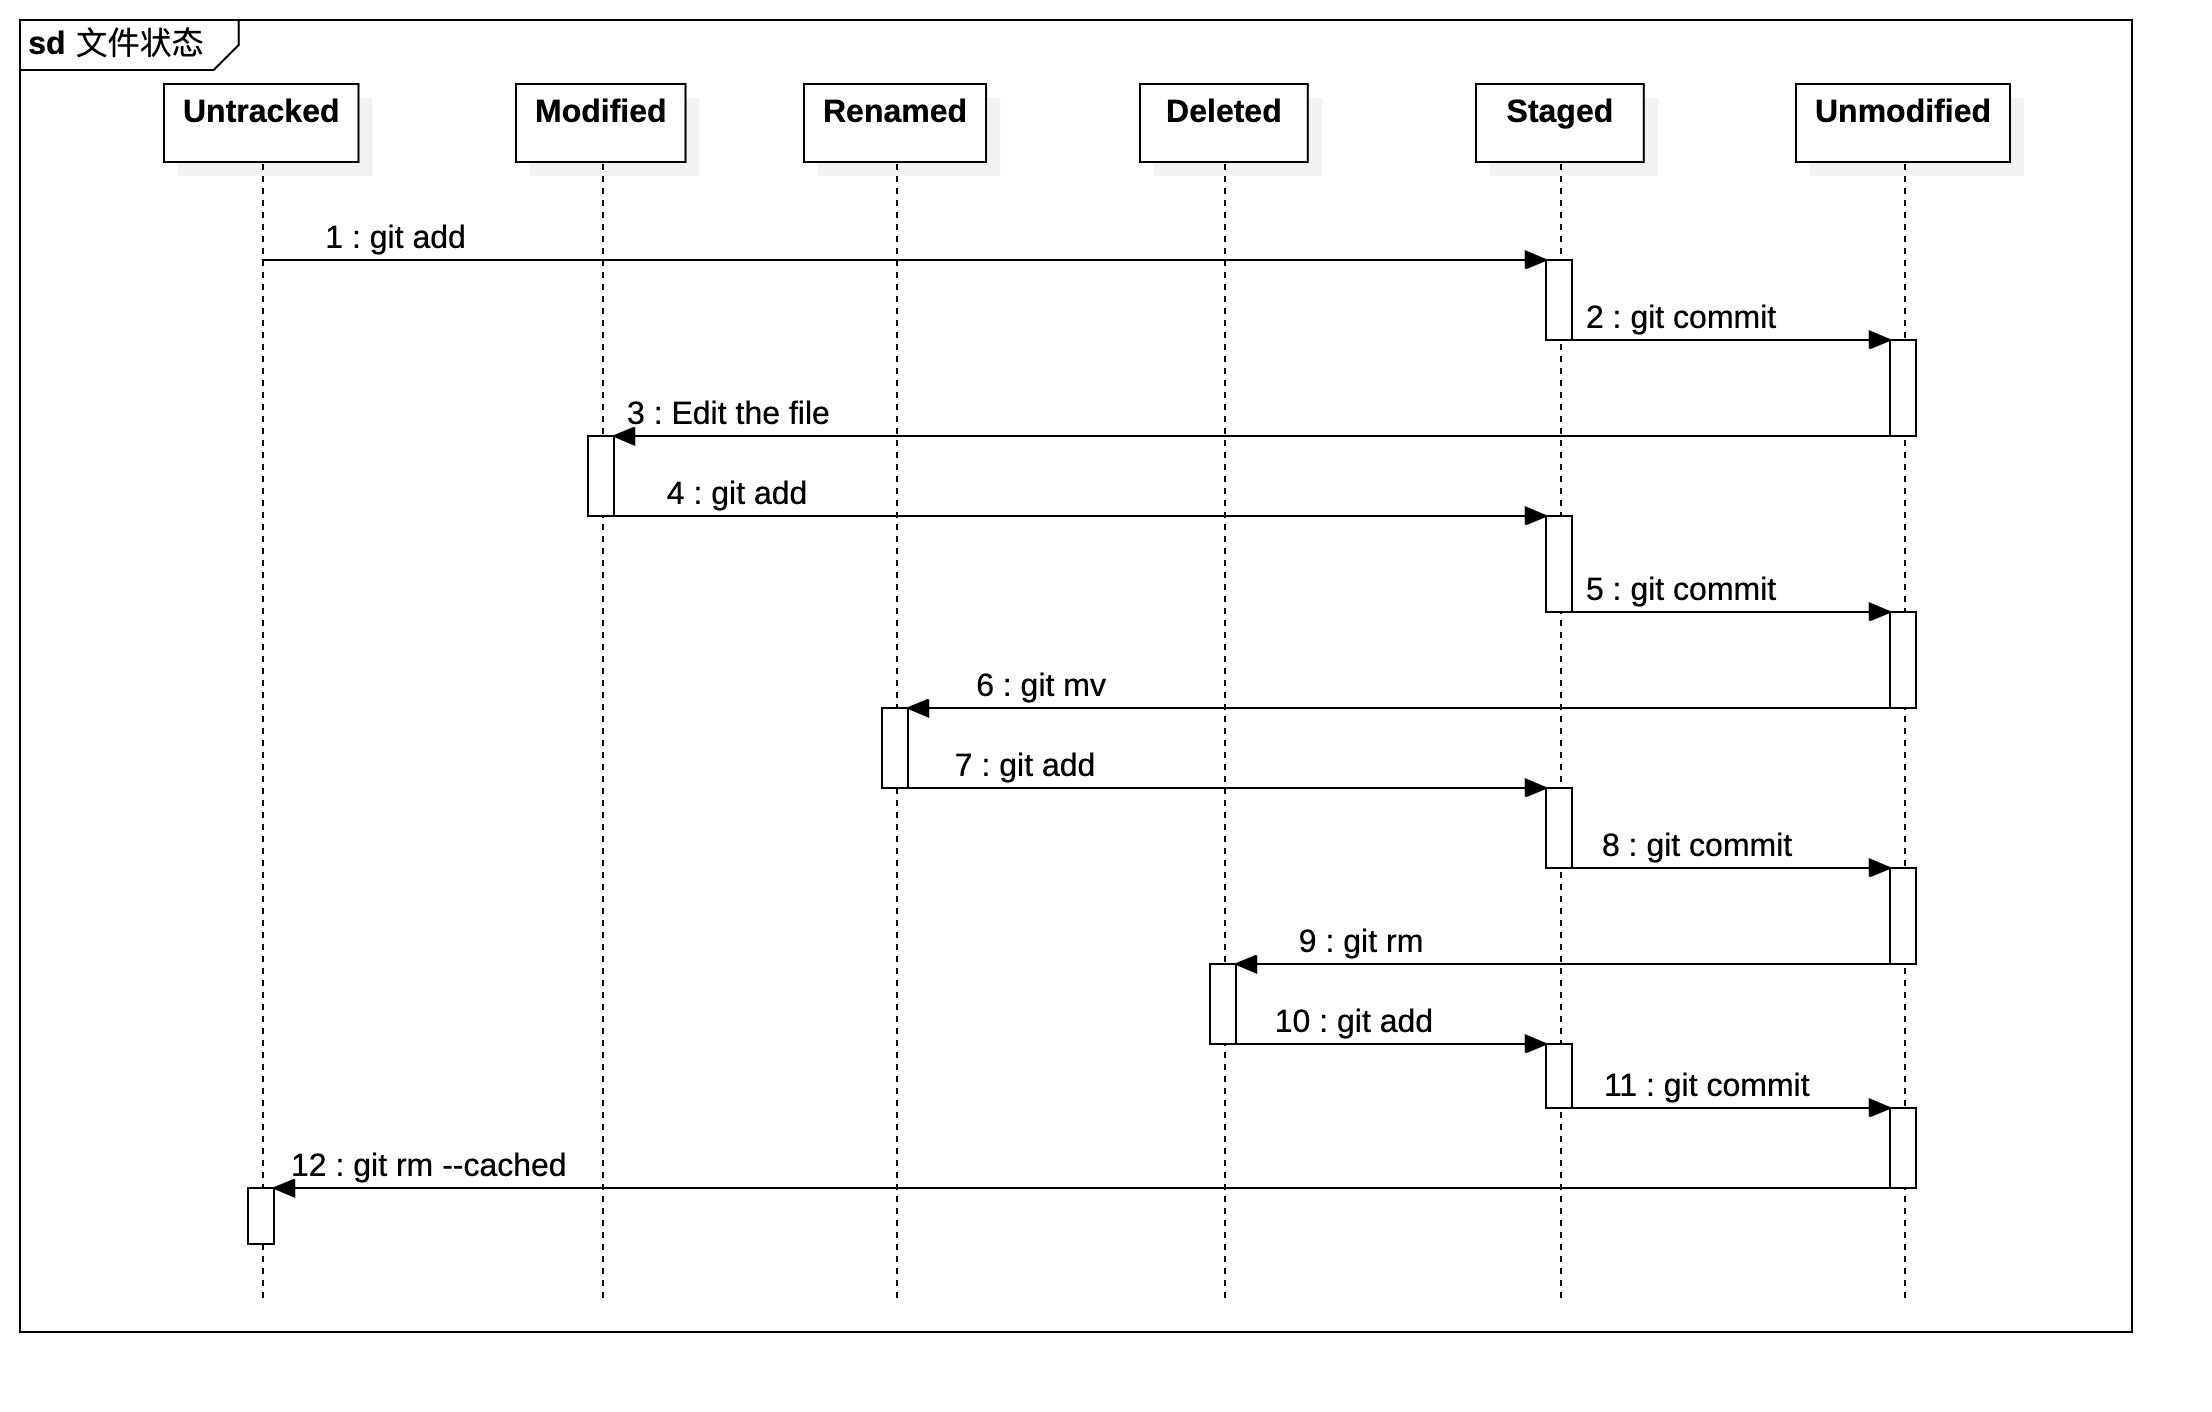 sd 文件状态
Untracked
Modified
Renamed
Deleted
Staged
Unmodified
1 : git add
2 : git commit
3 : Edit the file
4 : git add
5 : git commit
6 : git mv
7 : git add
8 : git commit
9 : git rm
10 : git add
11 : git commit
12 : git rm --cached